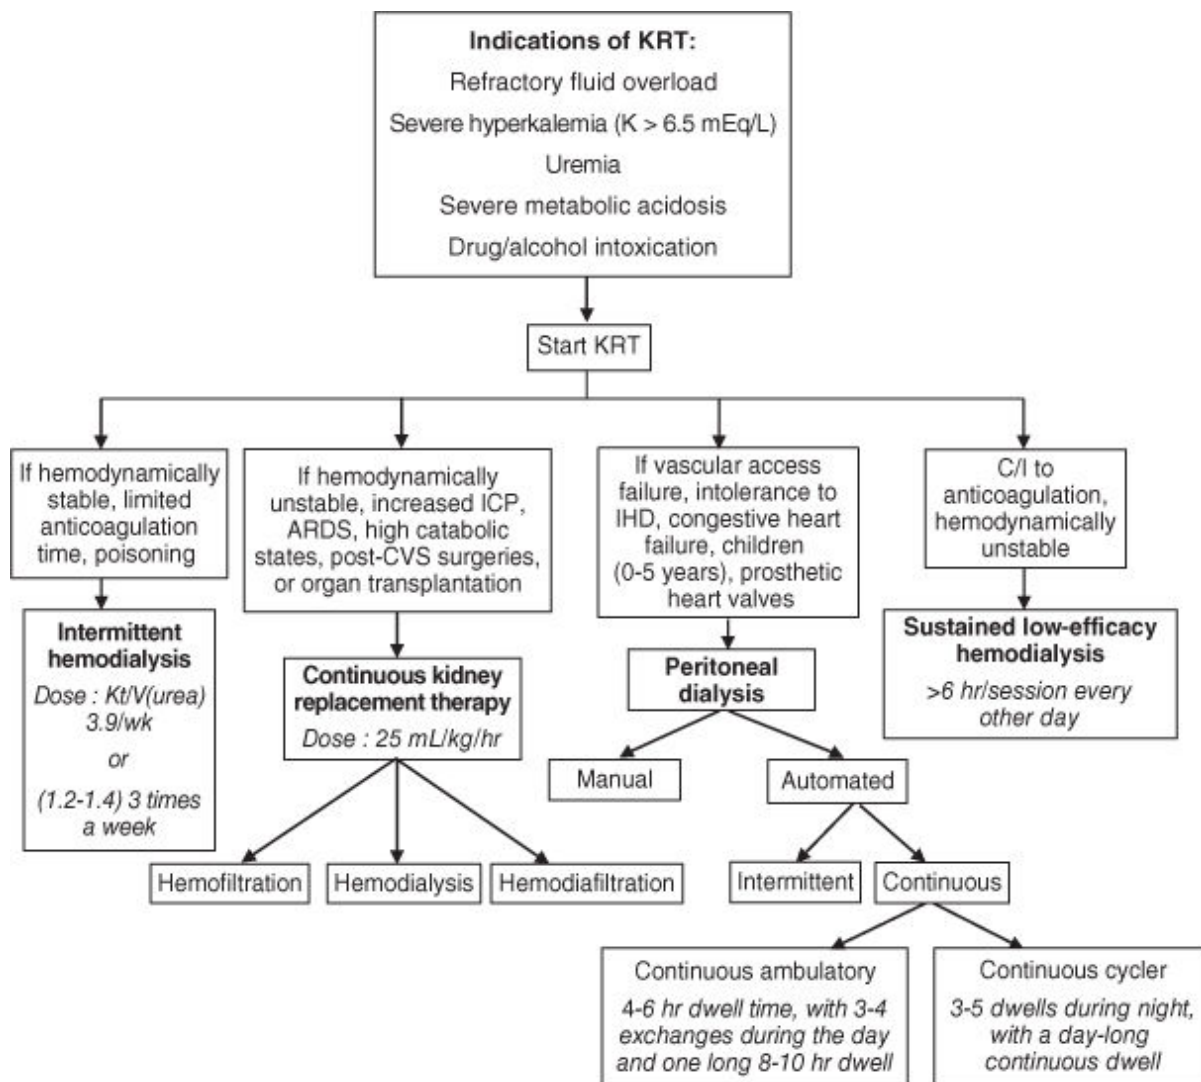 Indications of KRT:
Refractory fluid overload
Severe hyperkalemia (K > 6.5 mEq/L)
Uremia
Severe metabolic acidosis
Drug/alcohol intoxication
Start KRT
If hemodynamically
stable, limited
anticoagulation
time, poisoning
If hemodynamically
unstable, increased ICP,
ARDS, high catabolic
states, post-CVS surgeries,
or organ transplantation
If vascular access
failure, intolerance to
IHD, congestive heart
failure, children
(0-5 years), prosthetic
heart valves
C/I to
anticoagulation,
hemodynamically
unstable
Intermittent
hemodialysis
Dose : Kt/V(urea)
3.9/wk
or
(1.2-1.4) 3 times
a week
Continuous kidney
replacement therapy
Dose : 25 mL/kg/hr
Peritoneal
dialysis
Sustained low-efficacy
hemodialysis
>6 hr/session every
other day
Manual
Automated
Hemofiltration
Hemodialysis
Hemodiafiltration
Intermittent
Continuous
Continuous ambulatory
4-6 hr dwell time, with 3-4
exchanges during the day
and one long 8-10 hr dwell
Continuous cycler
3-5 dwells during night,
with a day-long
continuous dwell